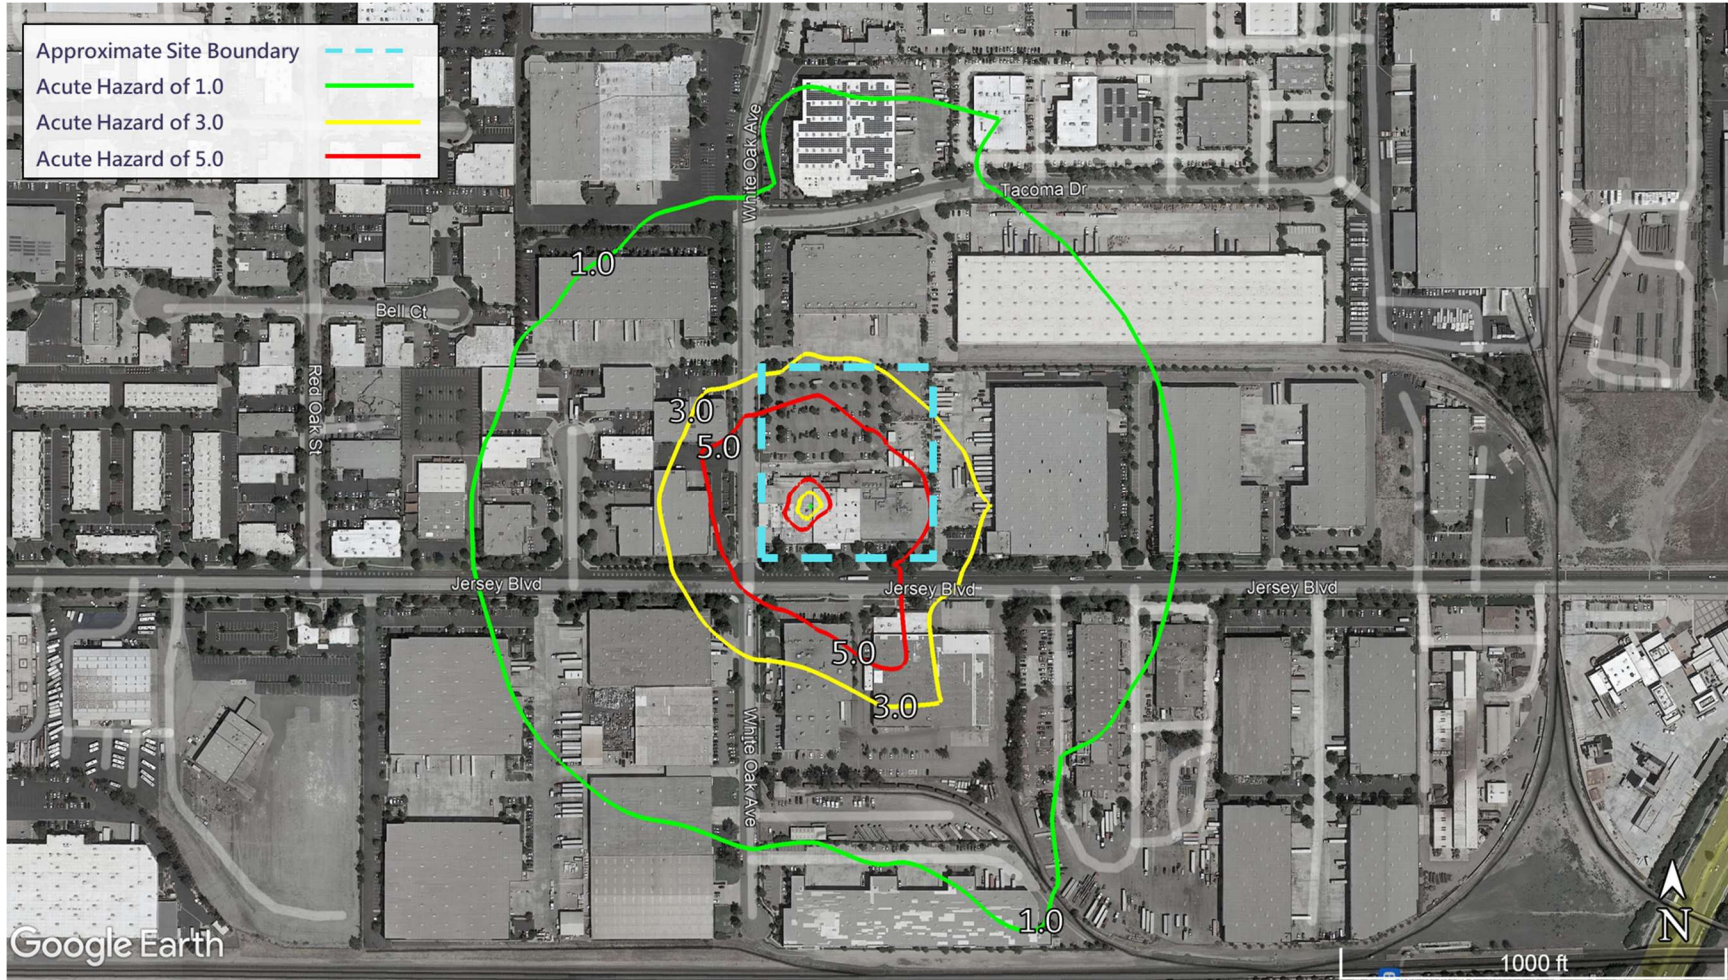 Approximate Site Boundary
Acute Hazard of 1.0
Acute Hazard of 3.0
Acute Hazard of 5.0
White Oak Ave
Tacoma Dr
1.0
Bell Ct
Red Oak St
3.0
5.0
Jersey Blvd
Jersey Blvd
Jersey Blvd
5.0
3.0
White Oak Ave
1.0
N
Google Earth
1000 ft